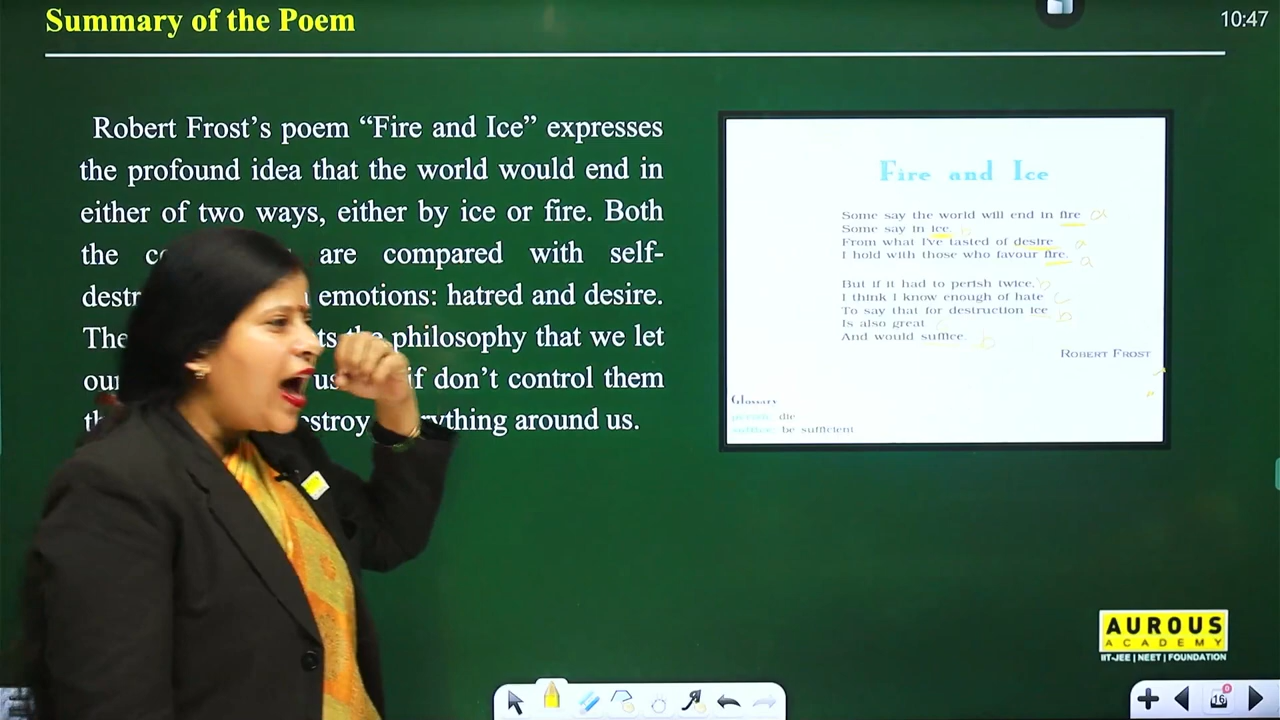 Summary of the Poem
10:47
Robert Frost's poem “Fire and Ice” expresses
the profound idea that the world would end in
either of two ways, either by ice or fire. Both
the are compared with self-
emotions: hatred and desire.
The the philosophy that we let
our if don't control them
everything around us.
Fire and Ice
Some say the world will end in fire a
Some say in ice. b
From what I've tasted of desire a
I hold with those who favour fire. a
But if it had to perish twice, b
I think I know enough of hate c
To say that for destruction ice b
Is also great
And would suffice. b
ROBERT FROST
Glossary
perish: die
suffice: be sufficient
AUROUS
ACADEMY
IIT-JEE | NEET | FOUNDATION
16